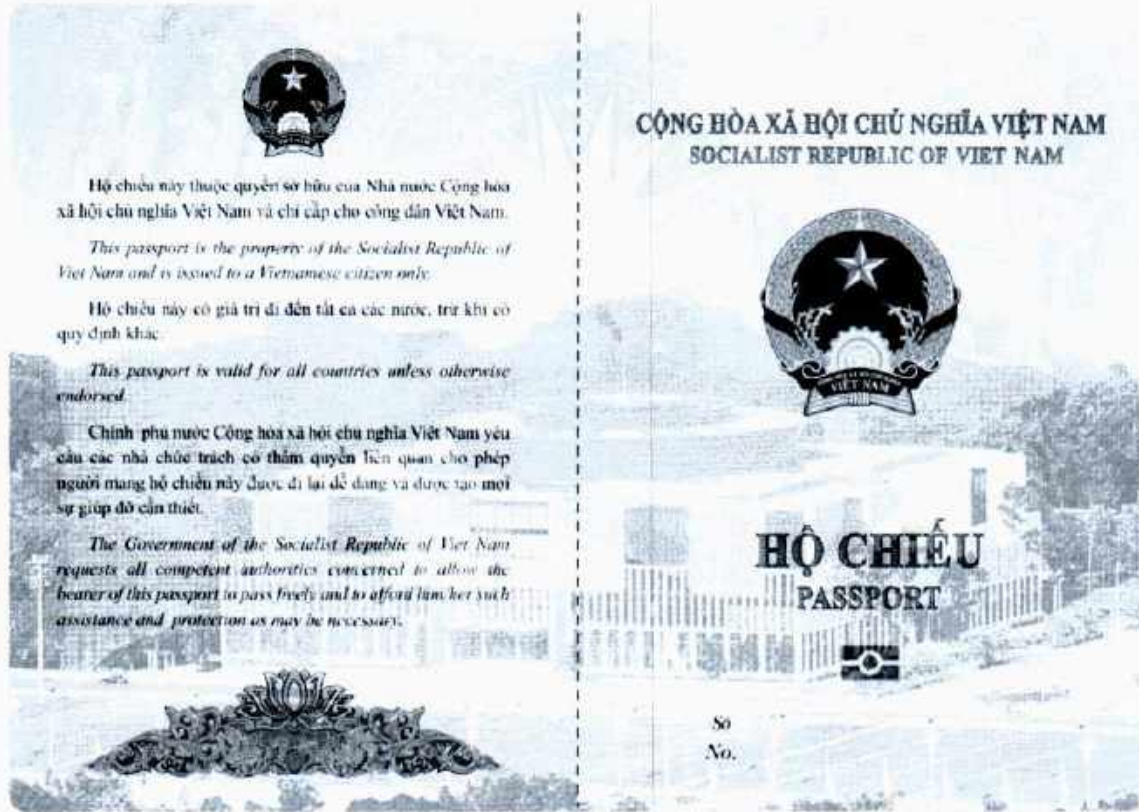 VIỆT NAM
Hộ chiếu này thuộc quyền sở hữu của Nhà nước Cộng hòa
xã hội chủ nghĩa Việt Nam và chỉ cấp cho công dân Việt Nam.
This passport is the property of the Socialist Republic of
Viet Nam and is issued to a Vietnamese citizen only.
Hộ chiếu này có giá trị đi đến tất cả các nước, trừ khi có
quy định khác.
This passport is valid for all countries unless otherwise
endorsed.
Chính phủ nước Cộng hòa xã hội chủ nghĩa Việt Nam yêu
cầu các nhà chức trách có thẩm quyền liên quan cho phép
người mang hộ chiếu này được đi lại dễ dàng và được tạo mọi
sự giúp đỡ cần thiết.
The Government of the Socialist Republic of Viet Nam
requests all competent authorities concerned to allow the
bearer of this passport to pass freely and to afford him/her such
assistance and protection as may be necessary.
CỘNG HÒA XÃ HỘI CHỦ NGHĨA VIỆT NAM
SOCIALIST REPUBLIC OF VIET NAM
VIỆT NAM
HỘ CHIẾU
PASSPORT
Số
No.